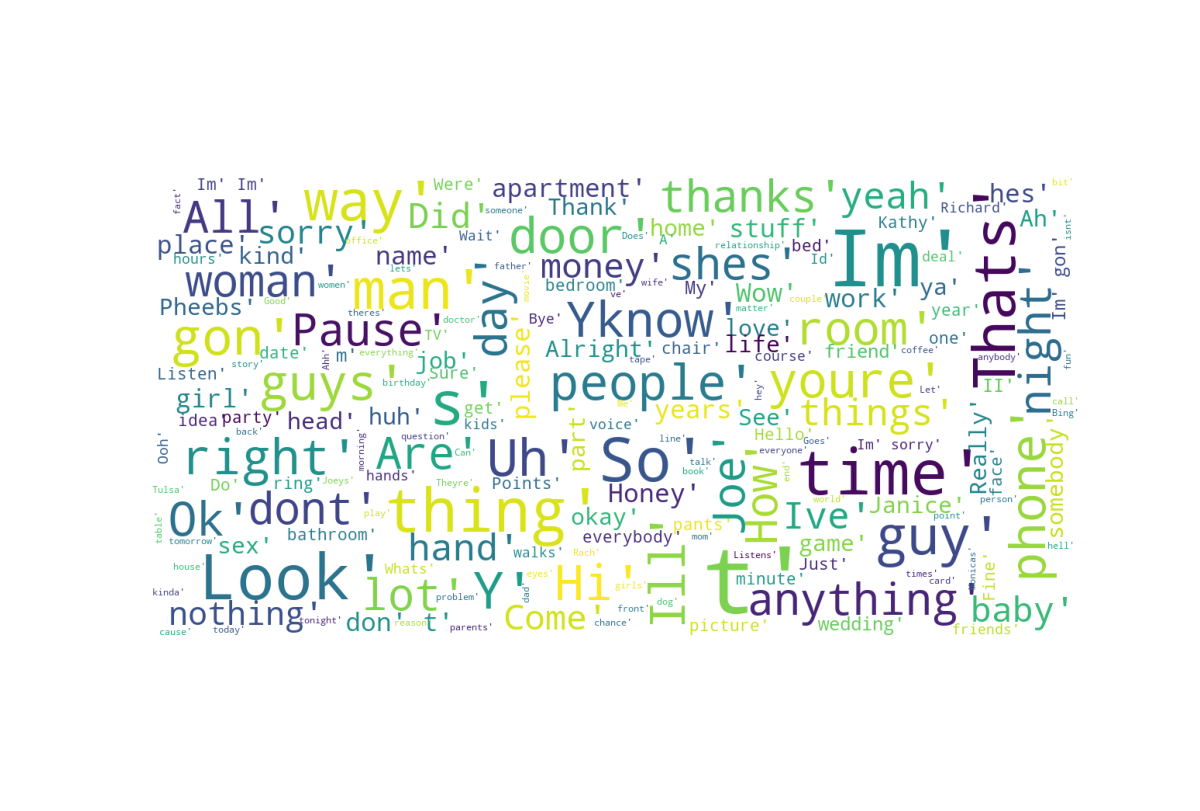 fact'
Im' Im'
All'
way'
Were'
Did'
apartment'
someone'
Thank'
thanks'
yeah'
hes'
bit'
Richard'
Kathy'
Ah'
isnt'
sorry'
office'
place'
kind'
hours'
name'
Wait'
door'
Does'
home'
A'
stuff'
relationship'
bed'
Id'
Im'
deal'
Thats'
gon'
woman'
women'
lets'
man'
father'
day'
money'
bedroom'
ve'
wife'
shes'
My'
Wow
matter'
couple'
work'
ya'
year'
night'
Im'
Pheebs'
Good'
theres'
gon'
Pause'
doctor'
TV'
movie'
Bye'
Yknow'
love'
life'
room'
one'
date'
m'
everything'
job'
Sure'
please'
Alright'
chair'
tape'
course'
friend'
coffee'
anybody'
fun'
Listen'
story'
Ahh'
girl'
guys'
birthday'
s'
get'
kids'
people'
me'
hey'
youre'
Let'
II'
call'
Bing'
idea'
party'
head'
huh'
part'
voice'
years'
See'
things'
Ooh'
back'
right'
morning'
question'
Are'
Can'
Uh'
So'
line'
talk'
book'
Hello'
Goes'
everyone'
Im' sorry'
Really'
face'
phone'
somebody'
Tulsa'
Do'
ring'
Joeys'
hands'
Theyre'
Points'
Honey'
Joe'
How'
end'
time'
world'
Janice'
person'
table'
Ok'
dont'
play'
thing'
okay'
pants'
Ive'
point'
tomorrow'
sex'
bathroom'
hand'
walks'
everybody'
mom'
Listens'
game'
guy'
hell'
house'
Look'
Whats'
lot'
eyes'
Rach'
Hi'
girls'
Ill'
t'
minute'
Just'
times'
card'
Monicas'
Fine'
kinda'
nothing'
tonight'
problem'
Y'
dad'
dog'
anything'
baby'
cause'
today'
don' t'
reason'
parents'
Come'
front'
chance'
picture'
wedding'
friends'